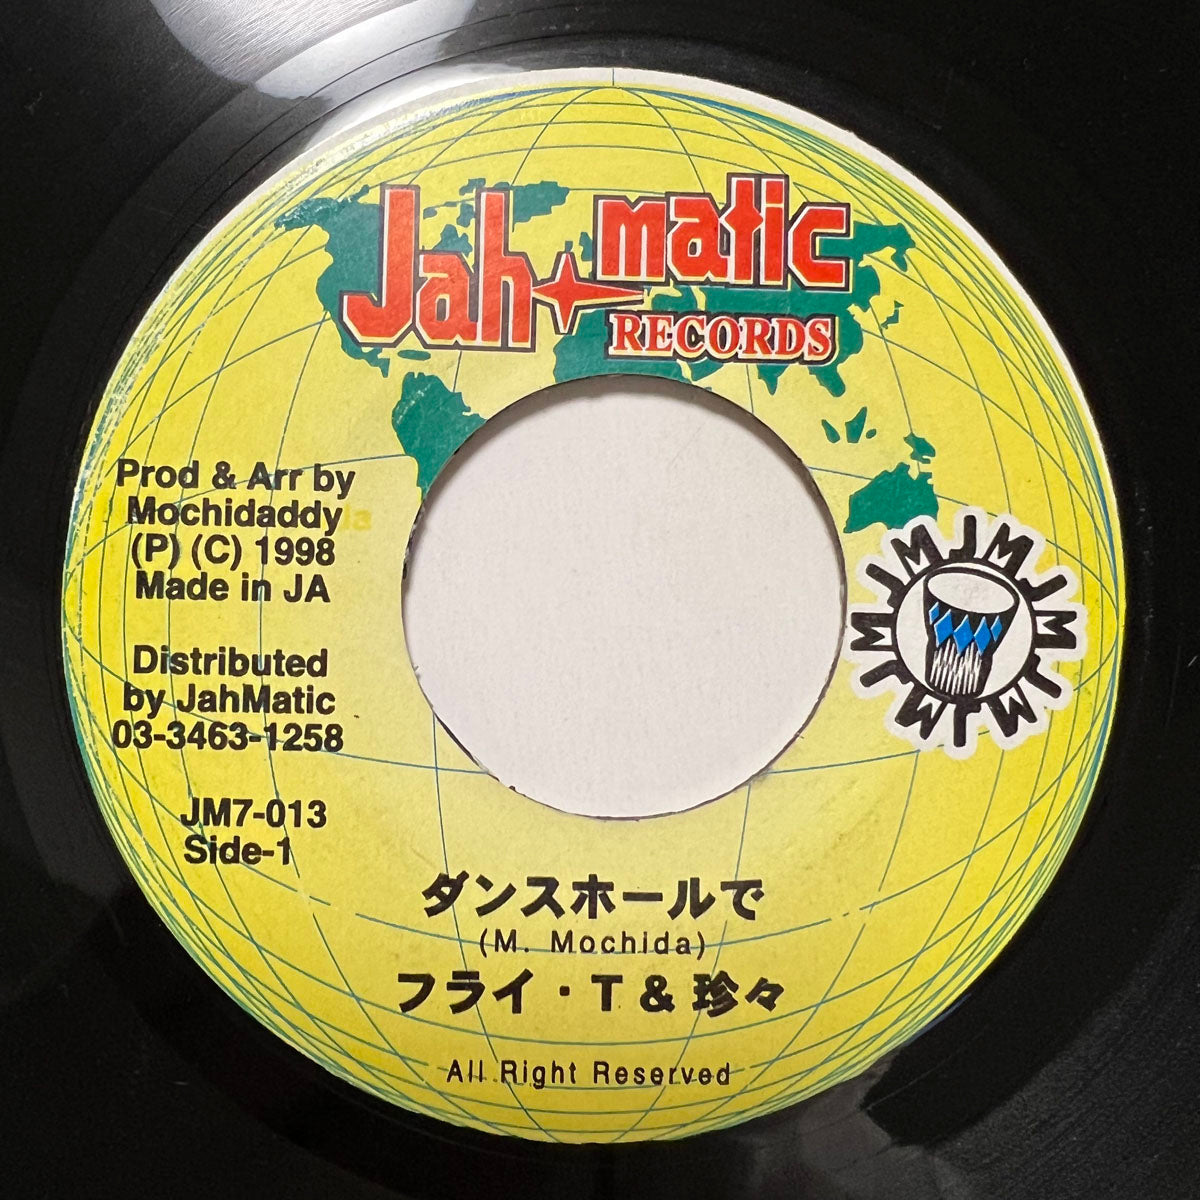 Jah matic
RECORDS
Prod & Arr by
Mochidaddy
(P) (C) 1998
Made in JA
Distributed
by JahMatic
03-3463-1258
JM7-013
Side-1
JMJMJMJMJMJM
ダンスホールで
(M. Mochida)
フライ・T & 珍々
All Right Reserved